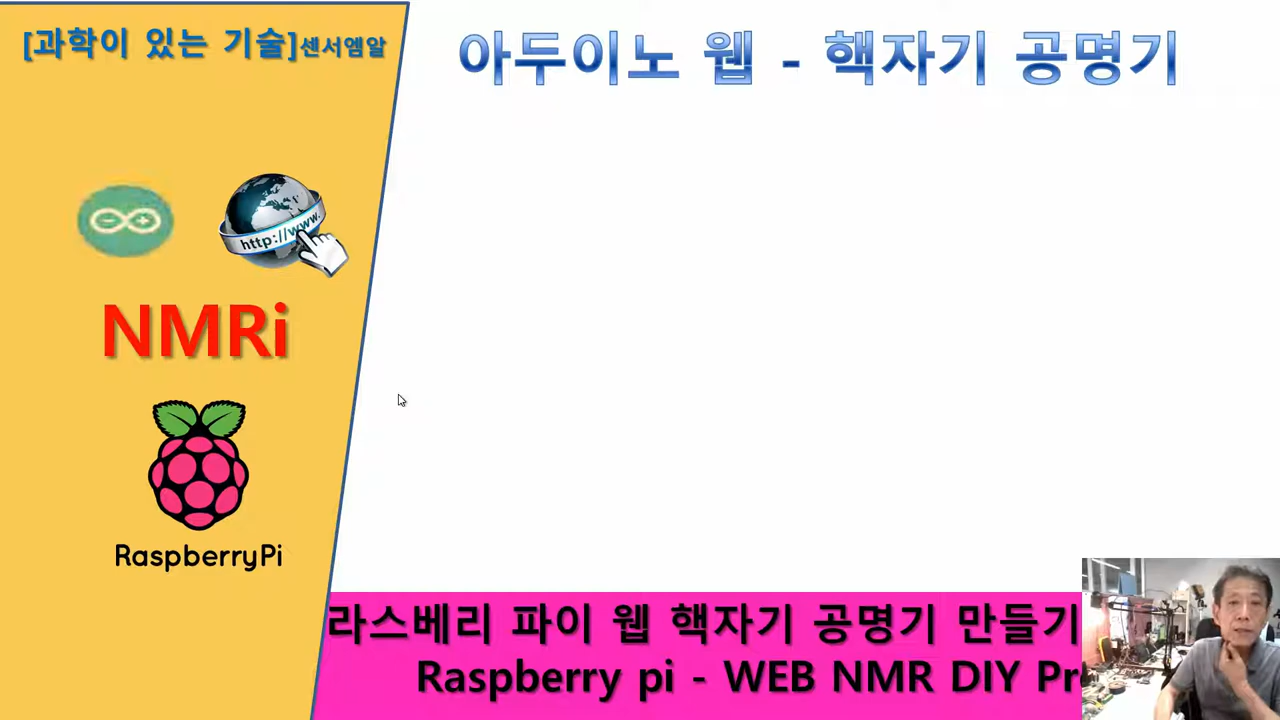 [과학이 있는 기술]센서엠알
아두이노 웹 - 핵자기 공명기
http://www.
NMRi
RaspberryPi
라스베리 파이 웹 핵자기 공명기 만들기
Raspberry pi - WEB NMR DIY